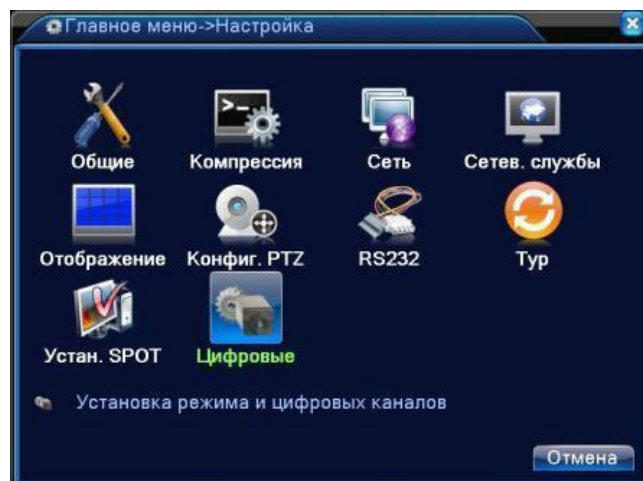 Главное меню->Настройка
Общие Компрессия Сеть Сетев. службы
Отображение Конфиг. PTZ RS232 Тур
Устан. SPOT Цифровые
Установка режима и цифровых каналов
Отмена